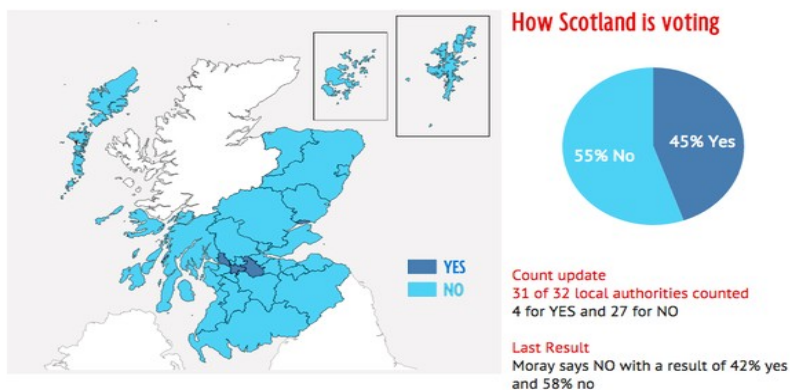 How Scotland is voting
55% No
45% Yes
YES
NO
Count update
31 of 32 local authorities counted
4 for YES and 27 for NO
Last Result
Moray says NO with a result of 42% yes
and 58% no